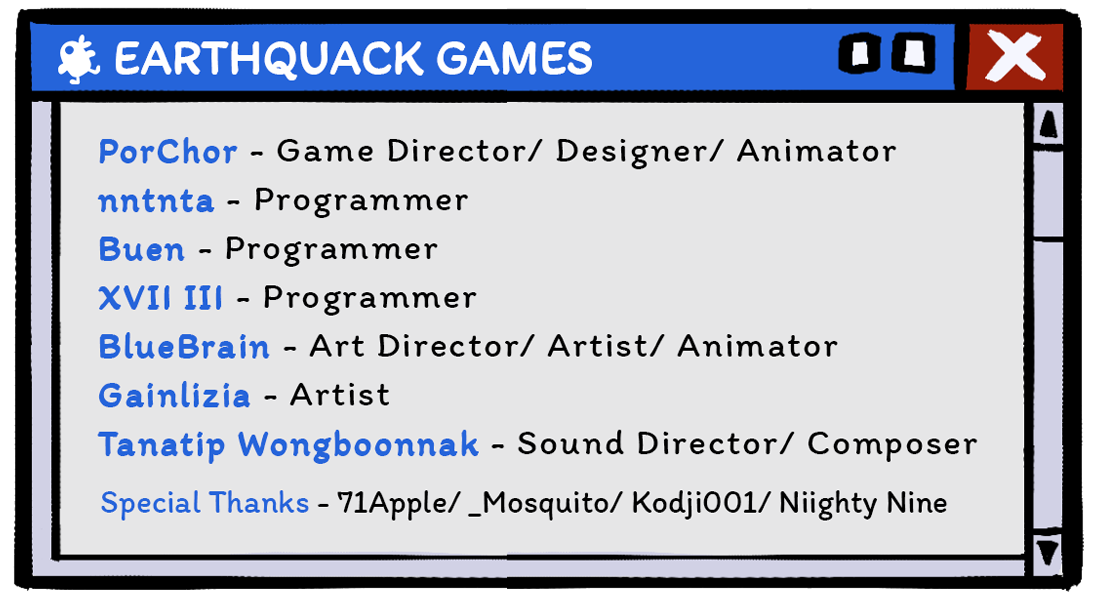 EARTHQUACK GAMES
PorChor - Game Director/ Designer/ Animator
nntnta - Programmer
Buen - Programmer
XVII III - Programmer
BlueBrain - Art Director/ Artist/ Animator
Gainlizia - Artist
Tanatip Wongboonnak - Sound Director/ Composer
Special Thanks - 71Apple/ _Mosquito/ Kodji001/ Niighty Nine